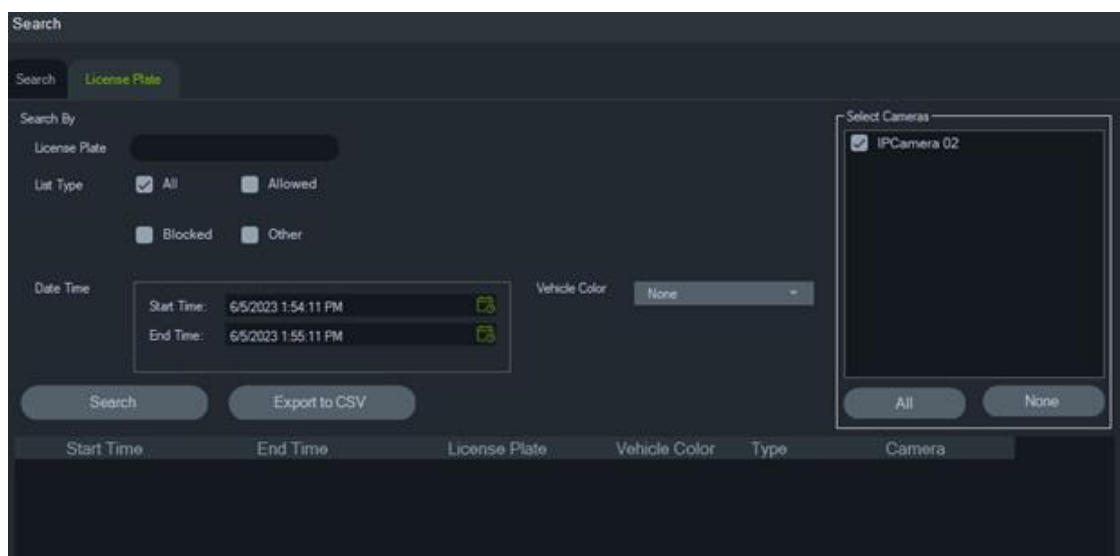 Search
Search License Plate
Search By
License Plate
List Type All Allowed
Blocked Other
Date Time
Start Time: 6/5/2023 1:54:11 PM
End Time: 6/5/2023 1:55:11 PM
Vehicle Color None
Search Export to CSV
Select Cameras
IPCamera 02
All None
Start Time End Time License Plate Vehicle Color Type Camera